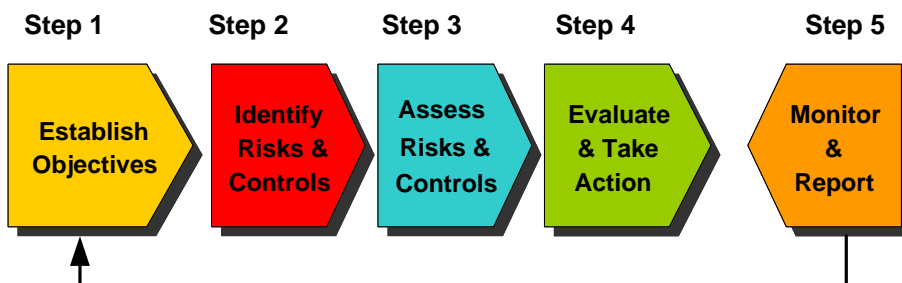 Step 1
Step 2
Step 3
Step 4
Step 5
Establish
Objectives
Identify
Risks &
Controls
Assess
Risks &
Controls
Evaluate
& Take
Action
Monitor
&
Report